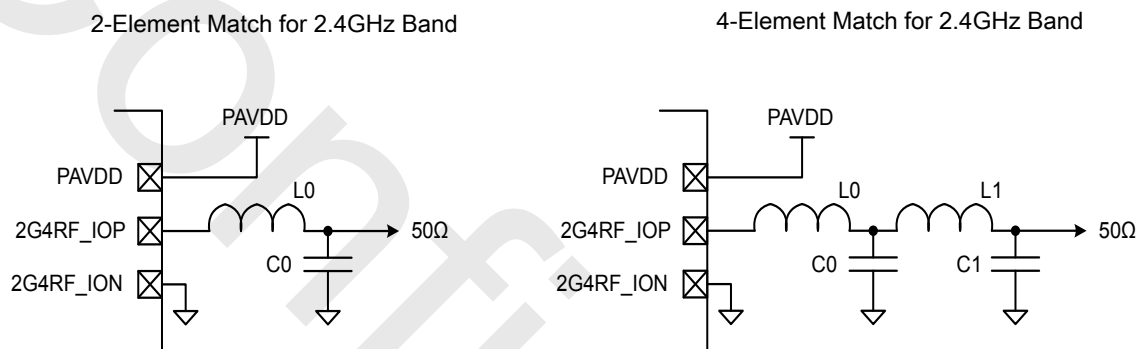 2-Element Match for 2.4GHz Band
PAVDD
PAVDD
L0
2G4RF_IOP
50Ω
C0
2G4RF_ION
4-Element Match for 2.4GHz Band
PAVDD
PAVDD
L0
L1
2G4RF_IOP
50Ω
C0
C1
2G4RF_ION